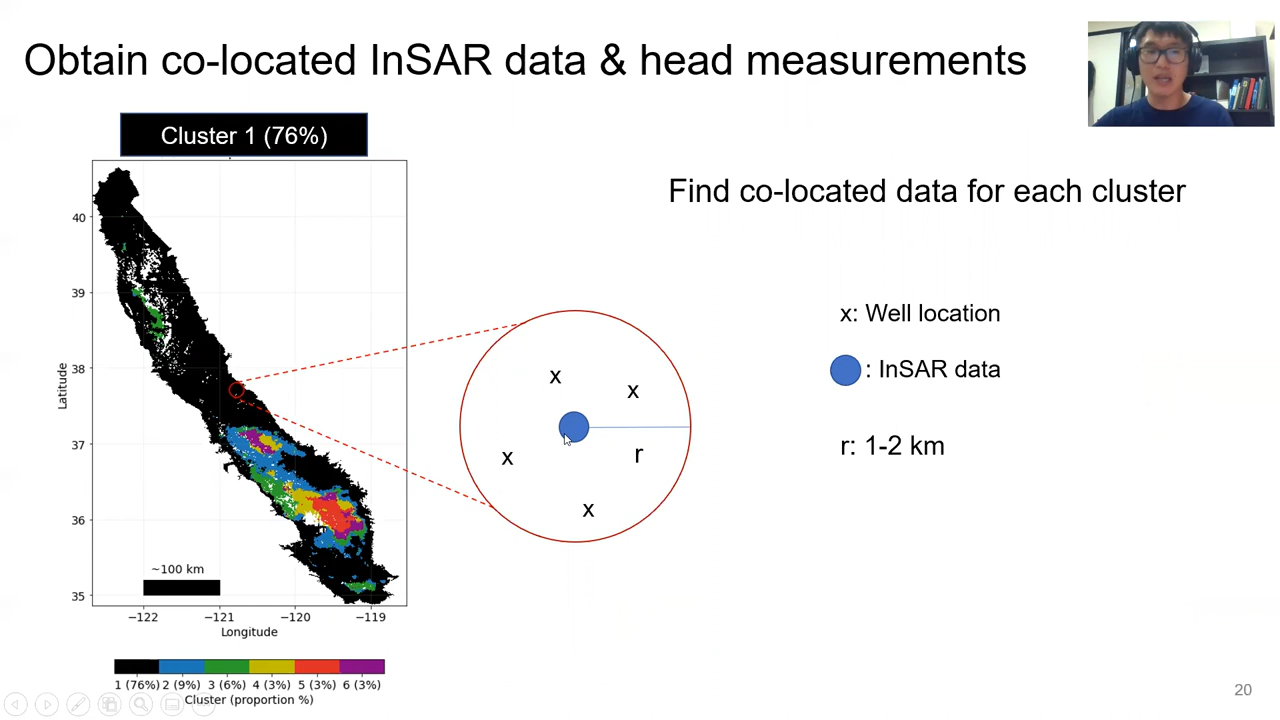 Obtain co-located InSAR data & head measurements
Cluster 1 (76%)
Find co-located data for each cluster
40
39
38
37
36
35
Latitude
~100 km
−122
−121
−120
−119
Longitude
x
x
x
x
r
x: Well location
: InSAR data
r: 1-2 km
1 (76%) 2 (9%) 3 (6%) 4 (3%) 5 (3%) 6 (3%)
Cluster (proportion %)
20